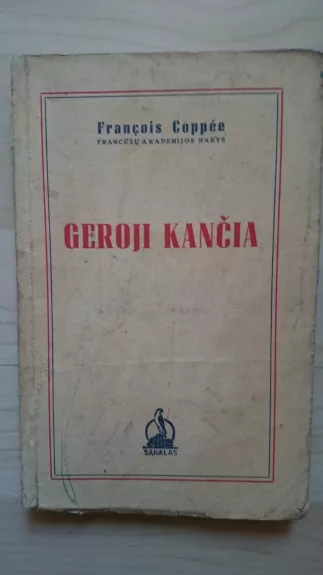 François Coppée
PRANCŪZŲ AKADEMIJOS NARYS
GEROJI KANČIA
SAKALAS